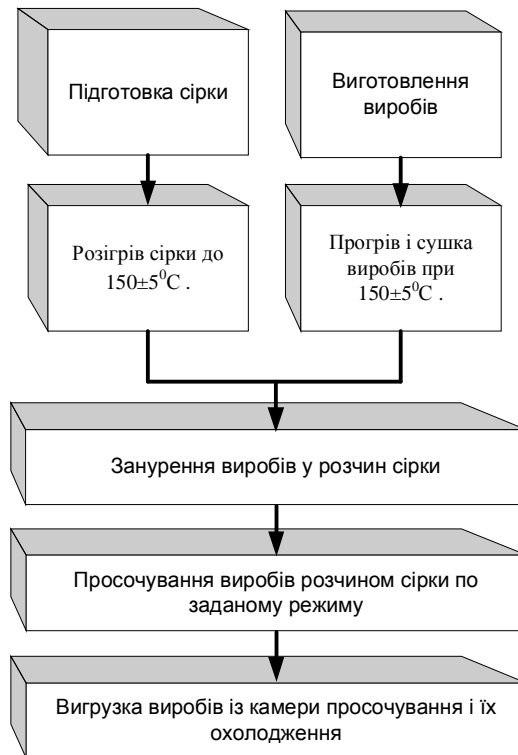 Підготовка сірки
Виготовлення
виробів
Розігрів сірки до
150±5⁰С .
Прогрів і сушка
виробів при
150±5⁰С .
Занурення виробів у розчин сірки
Просочування виробів розчином сірки по
заданому режиму
Вигрузка виробів із камери просочування і їх
охолодження